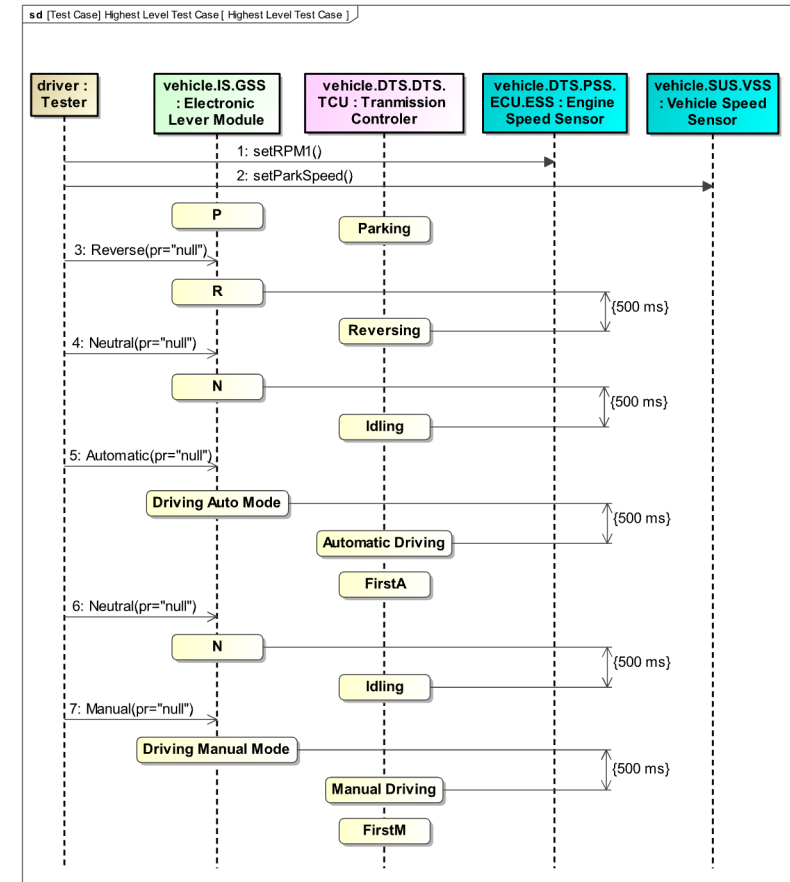 sd [Test Case] Highest Level Test Case [ Highest Level Test Case ]
driver :
Tester
vehicle.IS.GSS
: Electronic
Lever Module
vehicle.DTS.DTS.
TCU : Tranmission
Controler
vehicle.DTS.PSS.
ECU.ESS : Engine
Speed Sensor
vehicle.SUS.VSS
: Vehicle Speed
Sensor
1: setRPM1()
2: setParkSpeed()
P
Parking
3: Reverse(pr="null")
R
{500 ms}
Reversing
4: Neutral(pr="null")
N
{500 ms}
Idling
5: Automatic(pr="null")
Driving Auto Mode
{500 ms}
Automatic Driving
FirstA
6: Neutral(pr="null")
N
{500 ms}
Idling
7: Manual(pr="null")
Driving Manual Mode
{500 ms}
Manual Driving
FirstM